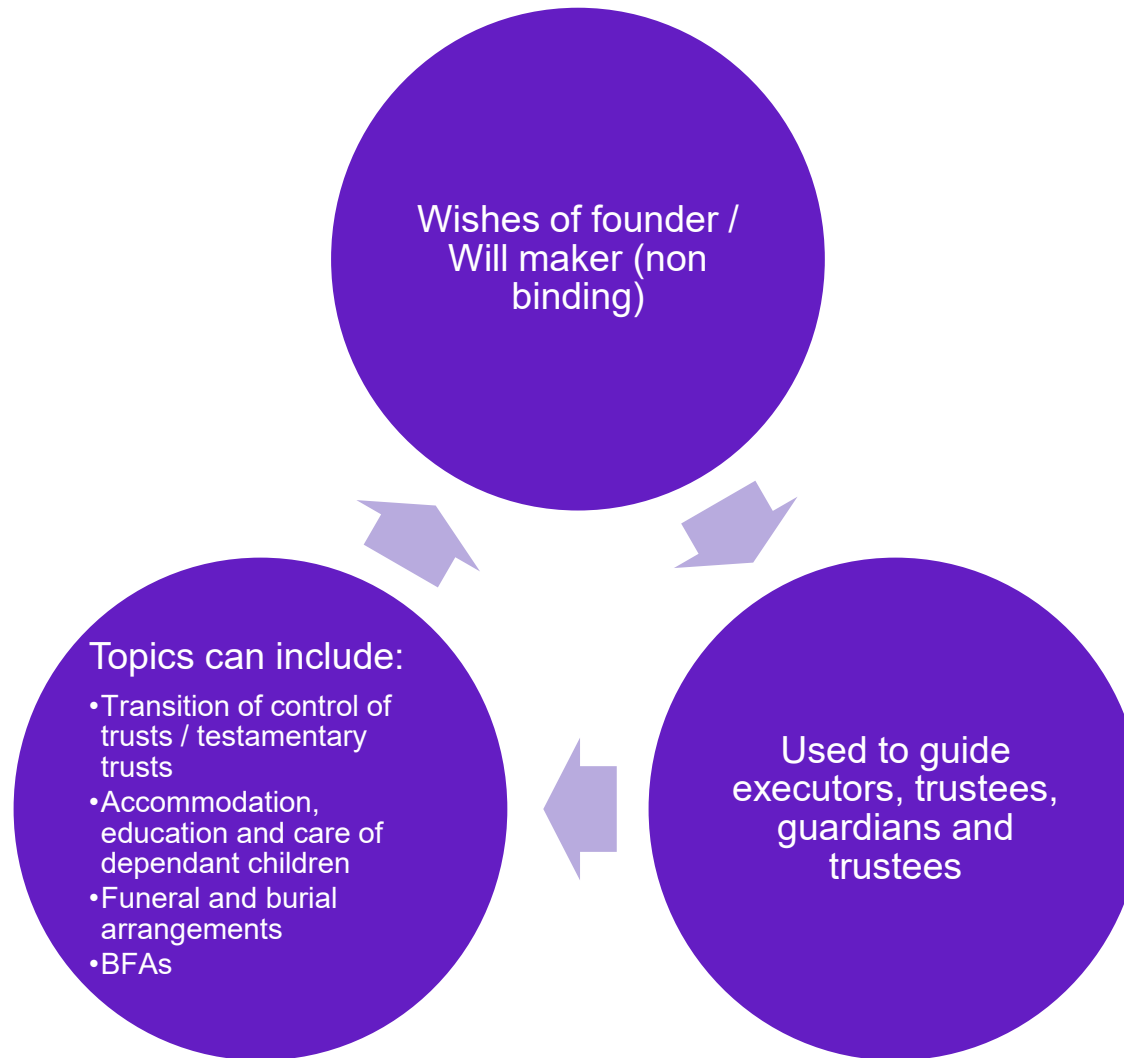 Wishes of founder /
Will maker (non
binding)
Used to guide
executors, trustees,
guardians and
trustees
Topics can include:
•Transition of control of
trusts / testamentary
trusts
•Accommodation,
education and care of
dependant children
•Funeral and burial
arrangements
•BFAs